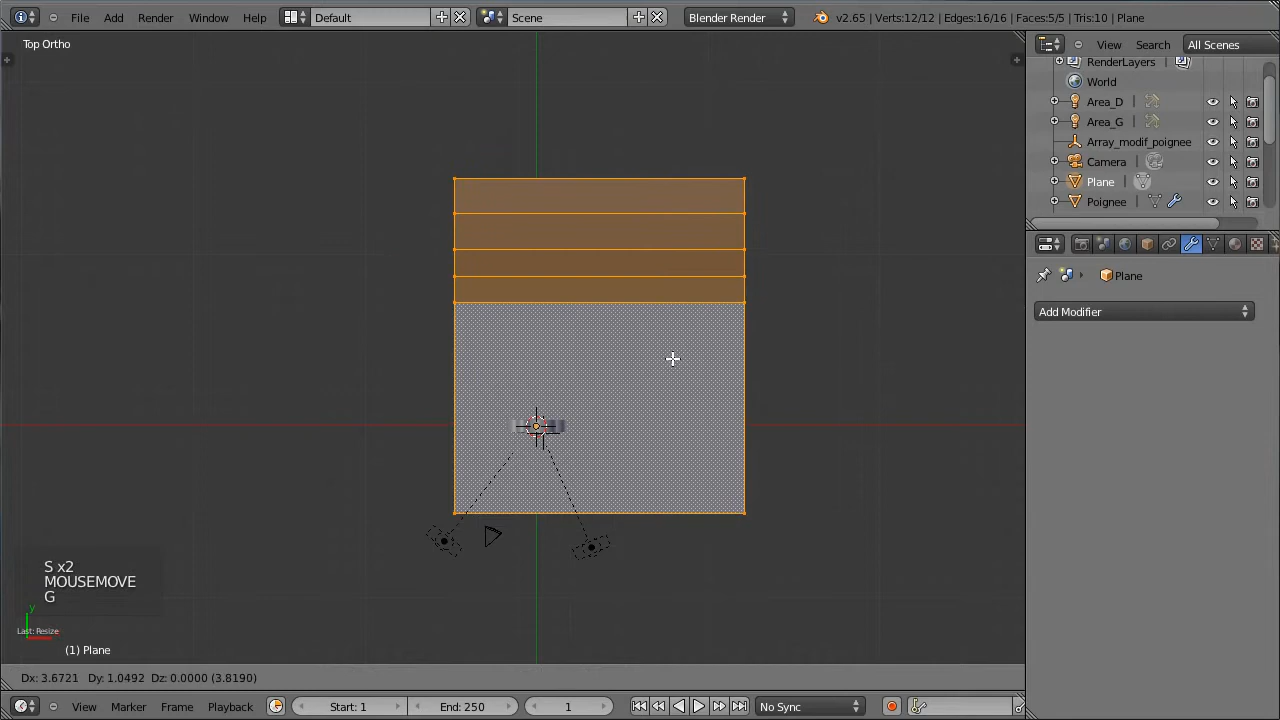 File Add Render Window Help Default Scene Blender Render v2.65 | Verts:12/12 | Edges:16/16 | Faces:5/5 | Tris:10 | Plane
Top Ortho
View Search All Scenes
RenderLayers
World
Area_D
Area_G
Array_modif_poignee
Camera
Plane
Poignee
Plane
Add Modifier
S x2
MOUSEMOVE
G
y
Last: Resize
(1) Plane
Dx: 3.6721 Dy: 1.0492 Dz: 0.0000 (3.8190)
View Marker Frame Playback Start: 1 End: 250 1 No Sync